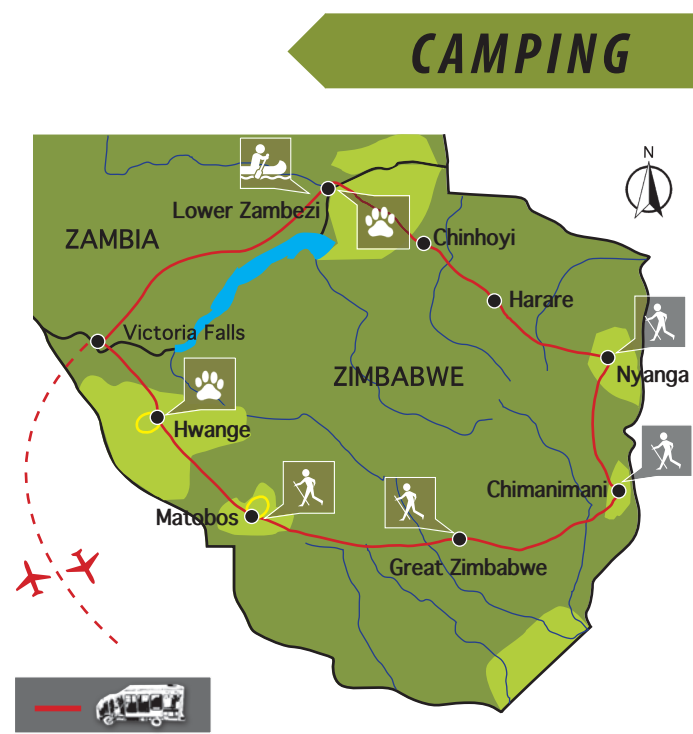 CAMPING
N
Lower Zambezi
ZAMBIA
Chinhoyi
Harare
Victoria Falls
ZIMBABWE
Nyanga
Hwange
Chimanimani
Matobos
Great Zimbabwe